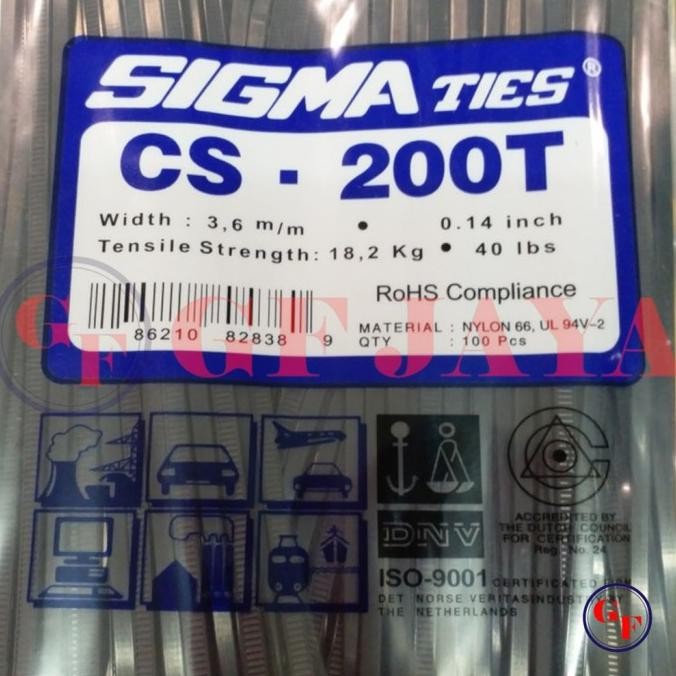 SIGMA TIES®
CS - 200T
Width : 3,6 m/m • 0.14 inch
Tensile Strength: 18,2 Kg • 40 lbs
RoHS Compliance
86210 82838 9
MATERIAL : NYLON 66, UL 94V-2
QTY : 100 Pcs
GF GF JAYA
DNV
ACCREDITED BY
THE DUTCH COUNCIL
FOR CERTIFICATION
Reg. No. 24
ISO-9001 CERTIFICATED FIRM
DET NORSE VERITASINDUSTRY BY
THE NETHERLANDS
GF